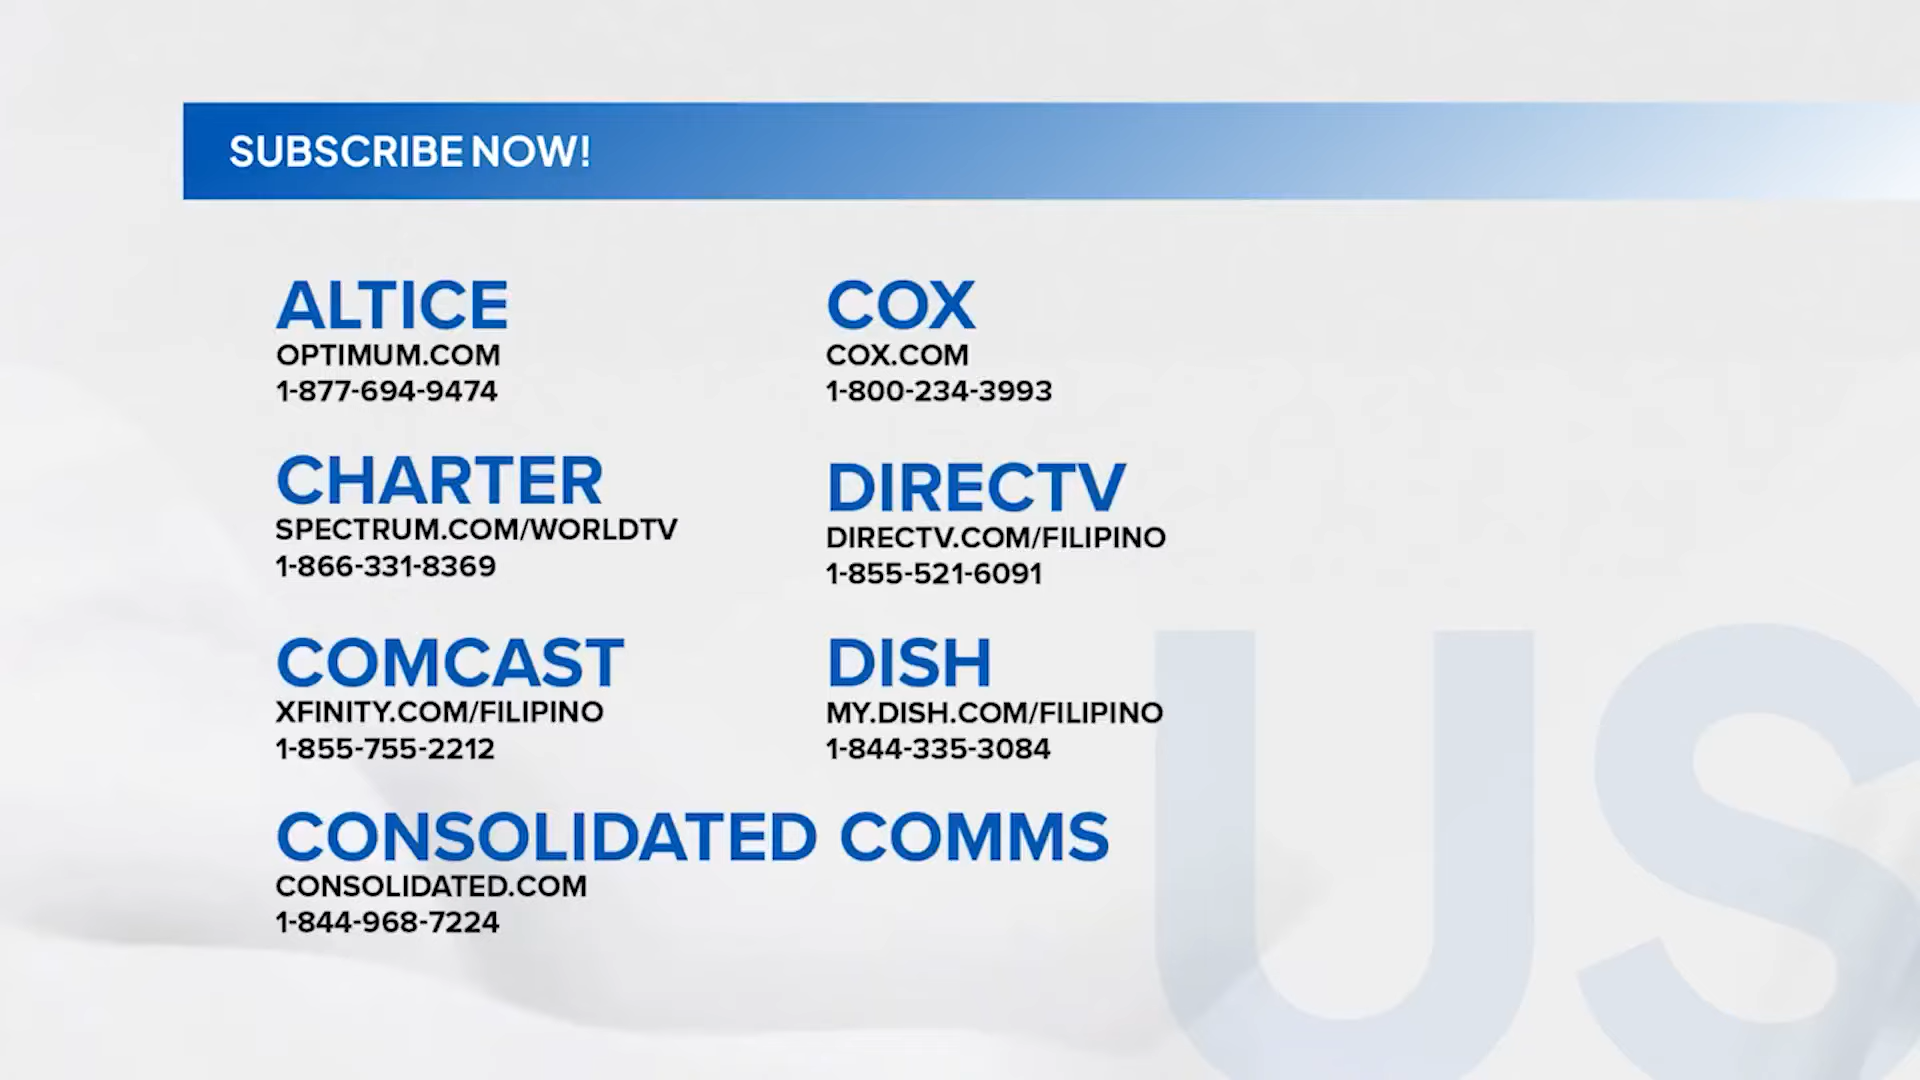 SUBSCRIBE NOW!
ALTICE
OPTIMUM.COM
1-877-694-9474
CHARTER
SPECTRUM.COM/WORLDTV
1-866-331-8369
COMCAST
XFINITY.COM/FILIPINO
1-855-755-2212
CONSOLIDATED COMMS
CONSOLIDATED.COM
1-844-968-7224
COX
COX.COM
1-800-234-3993
DIRECTV
DIRECTV.COM/FILIPINO
1-855-521-6091
DISH
MY.DISH.COM/FILIPINO
1-844-335-3084
US